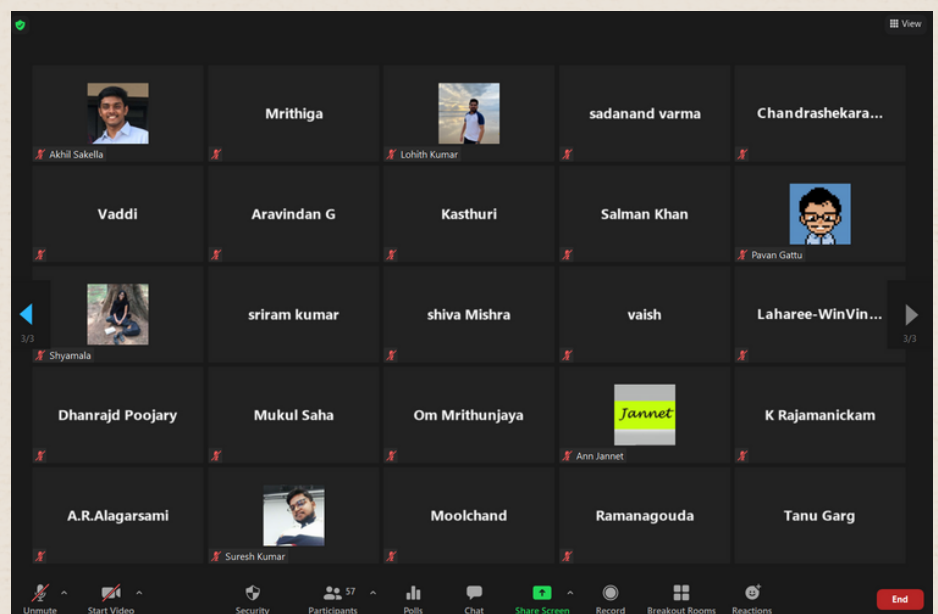 View
Akhil Sakella
Mrithiga
Lohith Kumar
sadanand varma
Chandrashekara...
Vaddi
Aravindan G
Kasthuri
Salman Khan
Pavan Gattu
3/3
Shyamala
sriram kumar
shiva Mishra
vaish
Laharee-WinVin...
3/3
Dhanrajd Poojary
Mukul Saha
Om Mrithunjaya
Jannet
Ann Jannet
K Rajamanickam
A.R.Alagarsami
Suresh Kumar
Moolchand
Ramanagouda
Tanu Garg
57
Unmute
Start Video
Security
Participants
Polls
Chat
Share Screen
Record
Breakout Rooms
Reactions
End